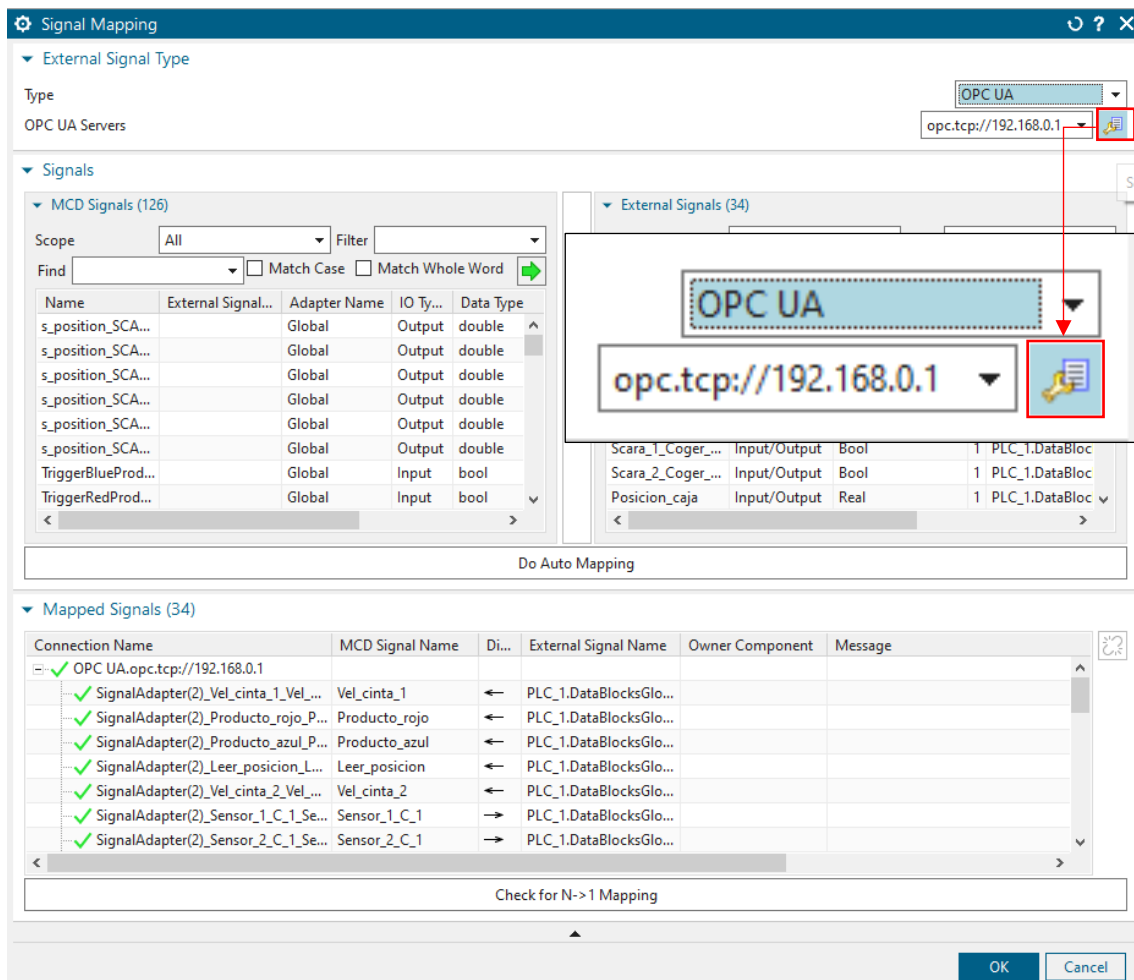 Signal Mapping
External Signal Type
Type OPC UA
OPC UA Servers opc.tcp://192.168.0.1
S
Signals
MCD Signals (126)
External Signals (34)
Scope All Filter
Find Match Case Match Whole Word
Name External Signal... Adapter Name IO Ty... Data Type
s_position_SCA... Global Output double
s_position_SCA... Global Output double
s_position_SCA... Global Output double
s_position_SCA... Global Output double
s_position_SCA... Global Output double
s_position_SCA... Global Output double
TriggerBlueProd... Global Input bool
TriggerRedProd... Global Input bool
OPC UA
opc.tcp://192.168.0.1
Scara_1_Coger_... Input/Output Bool 1 PLC_1.DataBloc
Scara_2_Coger_... Input/Output Bool 1 PLC_1.DataBloc
Posicion_caja Input/Output Real 1 PLC_1.DataBloc
Do Auto Mapping
Mapped Signals (34)
Connection Name MCD Signal Name Di... External Signal Name Owner Component Message
OPC UA.opc.tcp://192.168.0.1
SignalAdapter(2)_Vel_cinta_1_Vel_... Vel_cinta_1 ← PLC_1.DataBlocksGlo...
SignalAdapter(2)_Producto_rojo_P... Producto_rojo ← PLC_1.DataBlocksGlo...
SignalAdapter(2)_Producto_azul_P... Producto_azul ← PLC_1.DataBlocksGlo...
SignalAdapter(2)_Leer_posicion_L... Leer_posicion ← PLC_1.DataBlocksGlo...
SignalAdapter(2)_Vel_cinta_2_Vel_... Vel_cinta_2 ← PLC_1.DataBlocksGlo...
SignalAdapter(2)_Sensor_1_C_1_Se... Sensor_1_C_1 → PLC_1.DataBlocksGlo...
SignalAdapter(2)_Sensor_2_C_1_Se... Sensor_2_C_1 → PLC_1.DataBlocksGlo...
Check for N->1 Mapping
OK Cancel